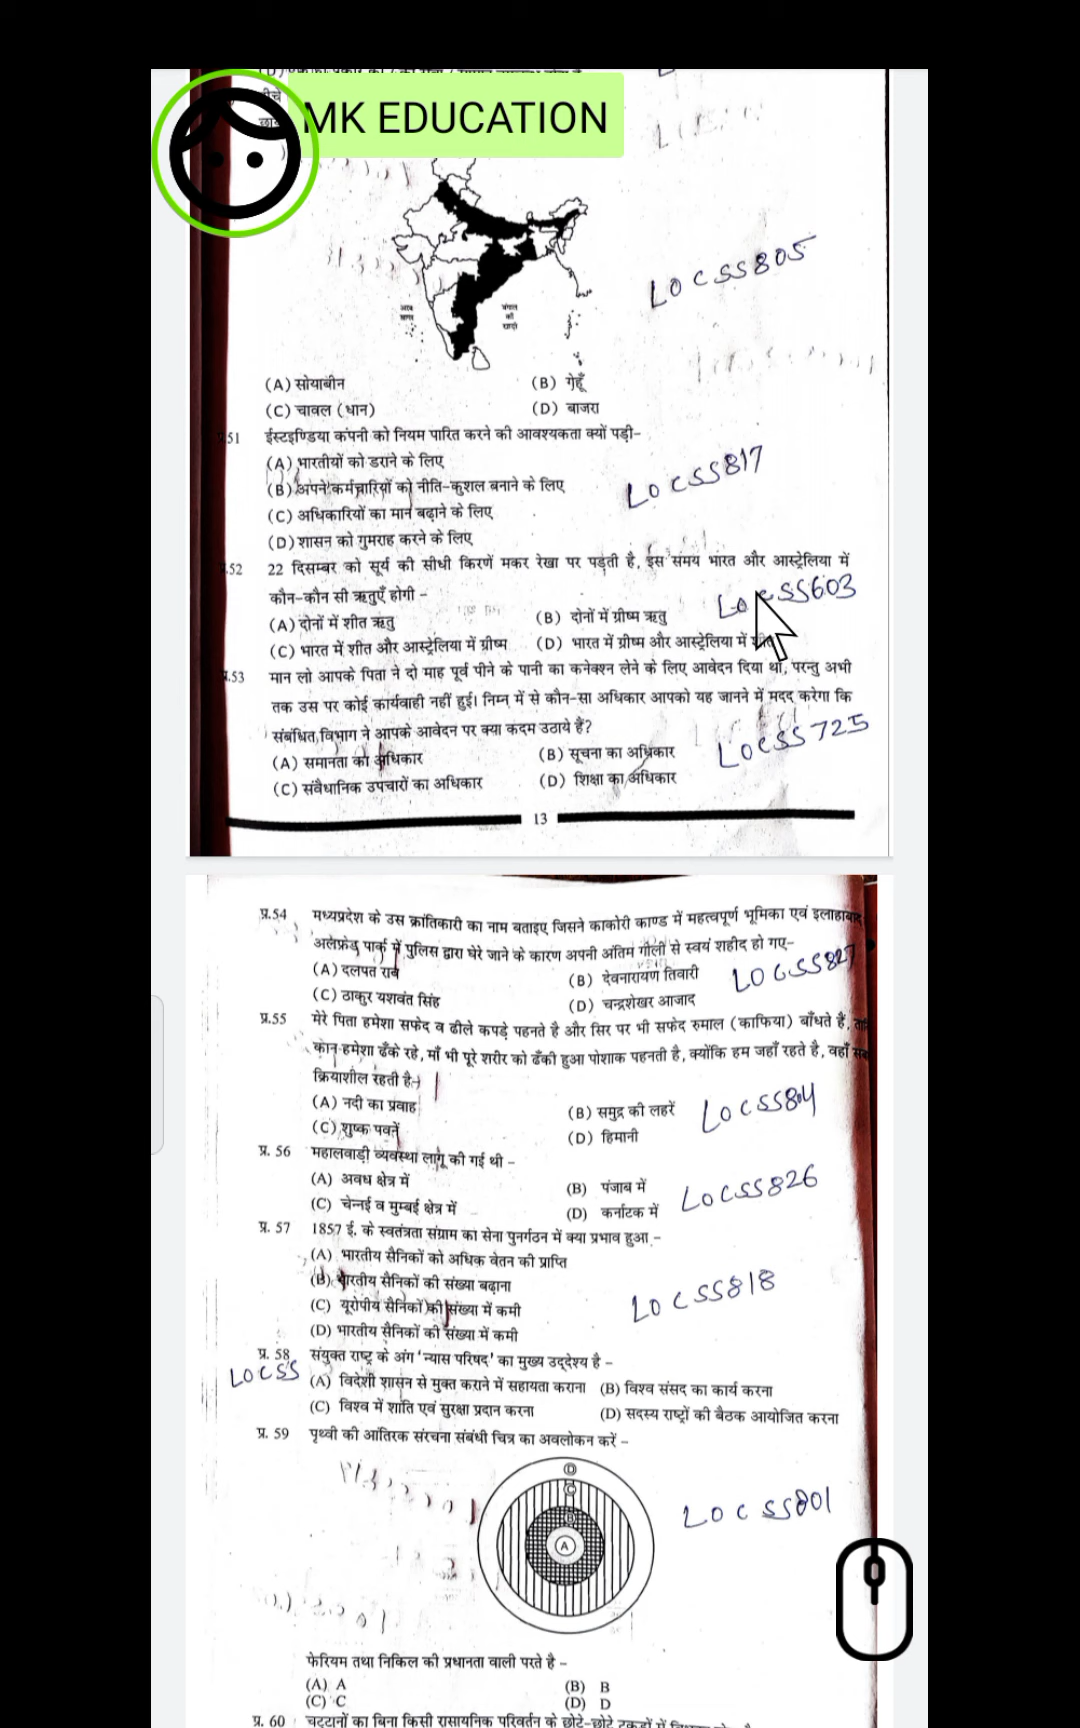 MK EDUCATION
नीचे
LOCSS805
अरब सागर
बंगाल की खाड़ी
(A) सोयाबीन (B) गेहूँ
(C) चावल (धान) (D) बाजरा
प्र.51 ईस्टइण्डिया कंपनी को नियम पारित करने की आवश्यकता क्यों पड़ी-
(A) भारतीयों को डराने के लिए
LOCSS817
(B) अपने कर्मचारियों को नीति-कुशल बनाने के लिए
(C) अधिकारियों का मान बढ़ाने के लिए
(D) शासन को गुमराह करने के लिए
प्र.52 22 दिसम्बर को सूर्य की सीधी किरणें मकर रेखा पर पड़ती है, इस समय भारत और आस्ट्रेलिया में
कौन-कौन सी ऋतुएँ होगी -
LOCSS603
(A) दोनों में शीत ऋतु (B) दोनों में ग्रीष्म ऋतु
(C) भारत में शीत और आस्ट्रेलिया में ग्रीष्म (D) भारत में ग्रीष्म और आस्ट्रेलिया में
प्र.53 मान लो आपके पिता ने दो माह पूर्व पीने के पानी का कनेक्शन लेने के लिए आवेदन दिया था, परन्तु अभी
तक उस पर कोई कार्यवाही नहीं हुई। निम्न में से कौन-सा अधिकार आपको यह जानने में मदद करेगा कि
संबंधित विभाग ने आपके आवेदन पर क्या कदम उठाये हैं?
LOCSS725
(A) समानता का अधिकार (B) सूचना का अधिकार
(C) संवैधानिक उपचारों का अधिकार (D) शिक्षा का अधिकार
13
प्र.54 मध्यप्रदेश के उस क्रांतिकारी का नाम बताइए जिसने काकोरी काण्ड में महत्वपूर्ण भूमिका एवं इलाहाबाद
अलफ्रेड पार्क में पुलिस द्वारा घेरे जाने के कारण अपनी अंतिम गोली से स्वयं शहीद हो गए-
(A) दलपत राव (B) देवनारायण तिवारी
LOCSS827
(C) ठाकुर यशवंत सिंह (D) चन्द्रशेखर आजाद
प्र.55 मेरे पिता हमेशा सफेद व ढीले कपड़े पहनते है और सिर पर भी सफेद रुमाल (काफिया) बाँधते हैं,
कान हमेशा ढँके रहे, माँ भी पूरे शरीर को ढँकी हुआ पोशाक पहनती है, क्योंकि हम जहाँ रहते है, वहाँ
क्रियाशील रहती है-
(A) नदी का प्रवाह (B) समुद्र की लहरें
LOCSS804
(C) शुष्क पवनें (D) हिमानी
प्र. 56 महालवाड़ी व्यवस्था लागू की गई थी -
(A) अवध क्षेत्र में (B) पंजाब में
LOCSS826
(C) चेन्नई व मुम्बई क्षेत्र में (D) कर्नाटक में
प्र. 57 1857 ई. के स्वतंत्रता संग्राम का सेना पुनर्गठन में क्या प्रभाव हुआ -
(A) भारतीय सैनिकों को अधिक वेतन की प्राप्ति
(B) भारतीय सैनिकों की संख्या बढ़ाना
LOCSS818
(C) यूरोपीय सैनिकों की संख्या में कमी
(D) भारतीय सैनिकों की संख्या में कमी
प्र. 58 संयुक्त राष्ट्र के अंग 'न्यास परिषद' का मुख्य उद्देश्य है -
LOCSS
(A) विदेशी शासन से मुक्त कराने में सहायता कराना (B) विश्व संसद का कार्य करना
(C) विश्व में शांति एवं सुरक्षा प्रदान करना (D) सदस्य राष्ट्रों की बैठक आयोजित करना
प्र. 59 पृथ्वी की आंतिरक संरचना संबंधी चित्र का अवलोकन करें -
D
C
B
A
LOCSS801
फेरियम तथा निकिल की प्रधानता वाली परते है -
(A) A (B) B
(C) C (D) D
प्र. 60 चट्टानों का बिना किसी रासायनिक परिवर्तन के छोटे-छोटे टुकड़ों में